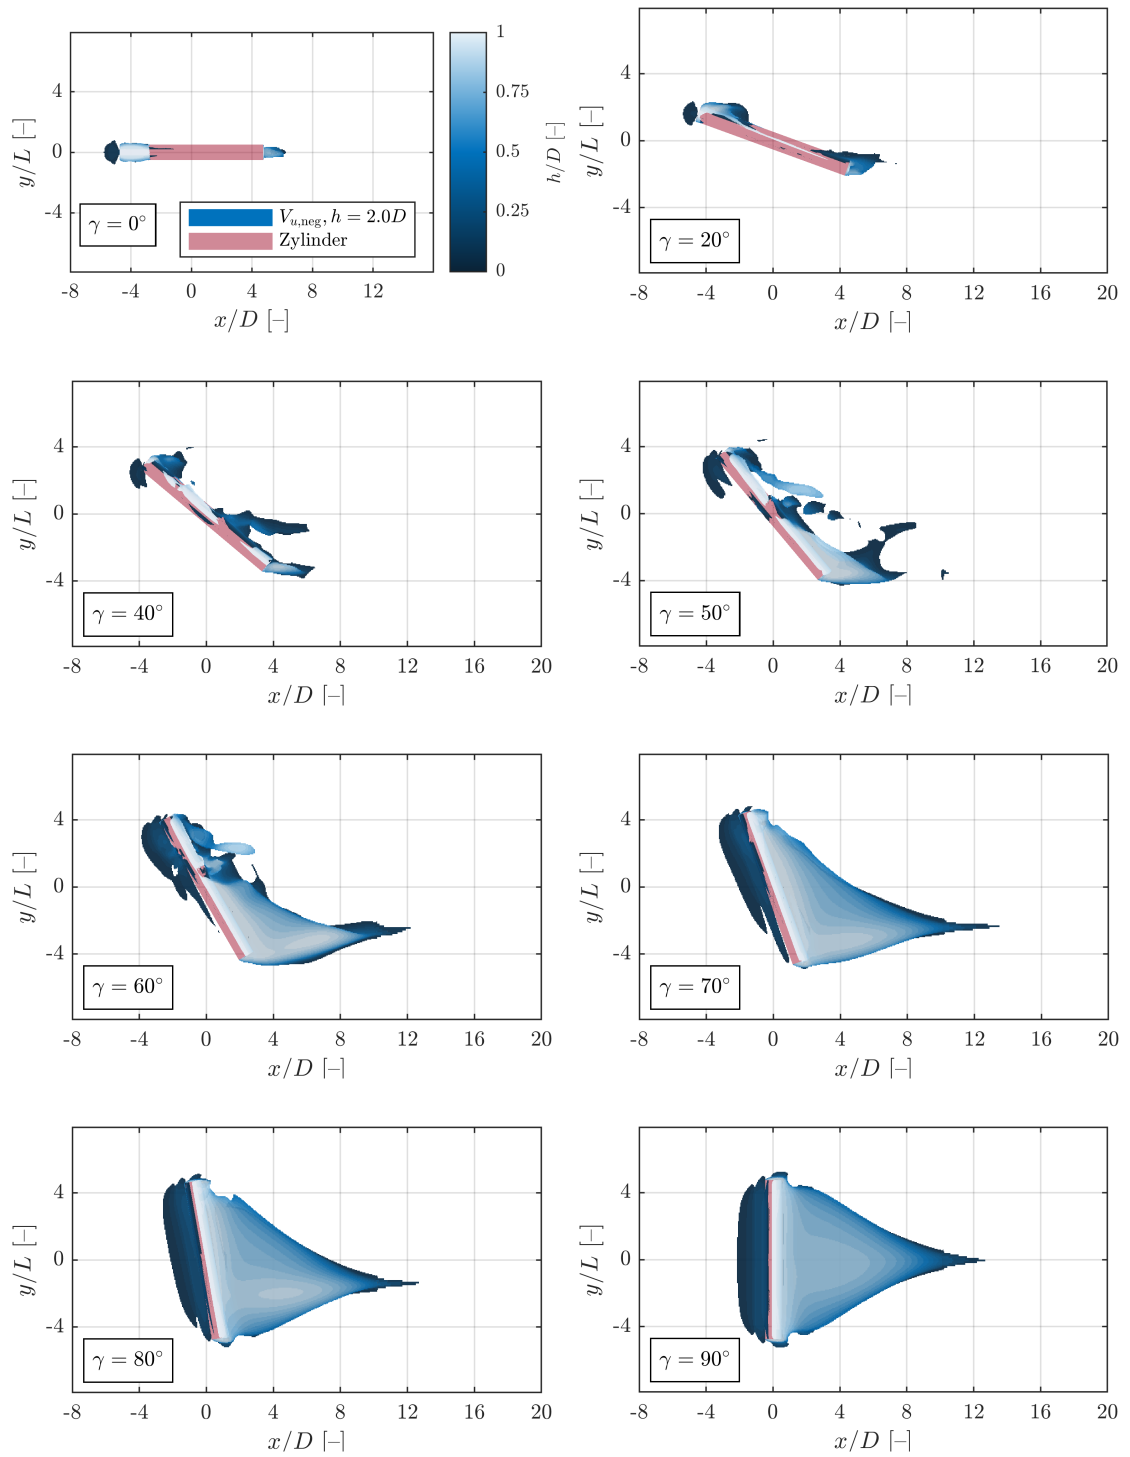 4
0
-4
y/L [–]
γ = 0°
V_{u,neg}, h = 2.0D
Zylinder
-8 -4 0 4 8 12
x/D [–]
1
0.75
0.5
0.25
0
h/D [–]
4
0
-4
y/L [–]
γ = 20°
-8 -4 0 4 8 12 16 20
x/D [–]
4
0
-4
y/L [–]
γ = 40°
-8 -4 0 4 8 12 16 20
x/D [–]
4
0
-4
y/L [–]
γ = 50°
-8 -4 0 4 8 12 16 20
x/D [–]
4
0
-4
y/L [–]
γ = 60°
-8 -4 0 4 8 12 16 20
x/D [–]
4
0
-4
y/L [–]
γ = 70°
-8 -4 0 4 8 12 16 20
x/D [–]
4
0
-4
y/L [–]
γ = 80°
-8 -4 0 4 8 12 16 20
x/D [–]
4
0
-4
y/L [–]
γ = 90°
-8 -4 0 4 8 12 16 20
x/D [–]